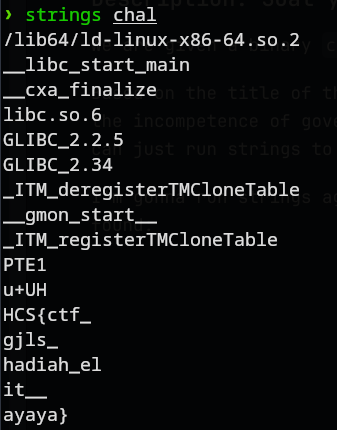 ❯ strings chal
/lib64/ld-linux-x86-64.so.2
__libc_start_main
__cxa_finalize
libc.so.6
GLIBC_2.2.5
GLIBC_2.34
_ITM_deregisterTMCloneTable
__gmon_start__
_ITM_registerTMCloneTable
PTE1
u+UH
HCS{ctf_
gjls_
hadiah_el
it__
ayaya}